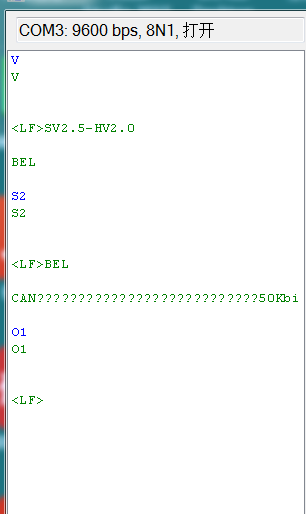 COM3: 9600 bps, 8N1, 打开
V
V
<LF>SV2.5-HV2.0
BEL
S2
S2
<LF>BEL
CAN???????????????????????????50Kbi
O1
O1
<LF>